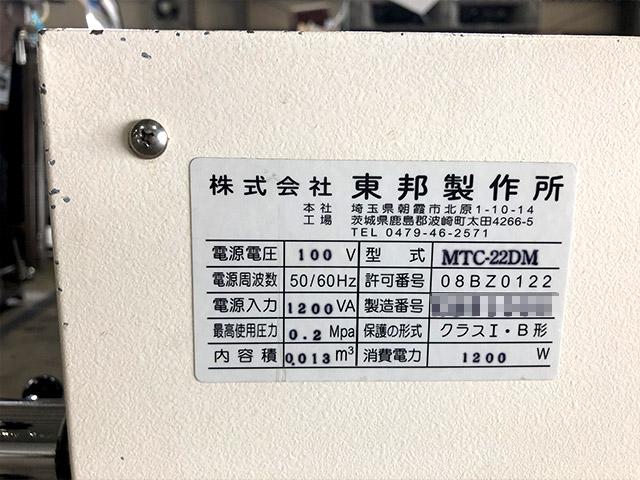 株式会社 東邦製作所
本社 埼玉県朝霞市北原1-10-14
工場 茨城県鹿島郡波崎町太田4266-5
TEL 0479-46-2571
電源電圧 100 V 型式 MTC-22DM
電源周波数 50/60Hz 許可番号 08BZ0122
電源入力 1200VA 製造番号
最高使用圧力 0.2 Mpa 保護の形式 クラスI・B形
内容積 0.013 m³ 消費電力 1200 W